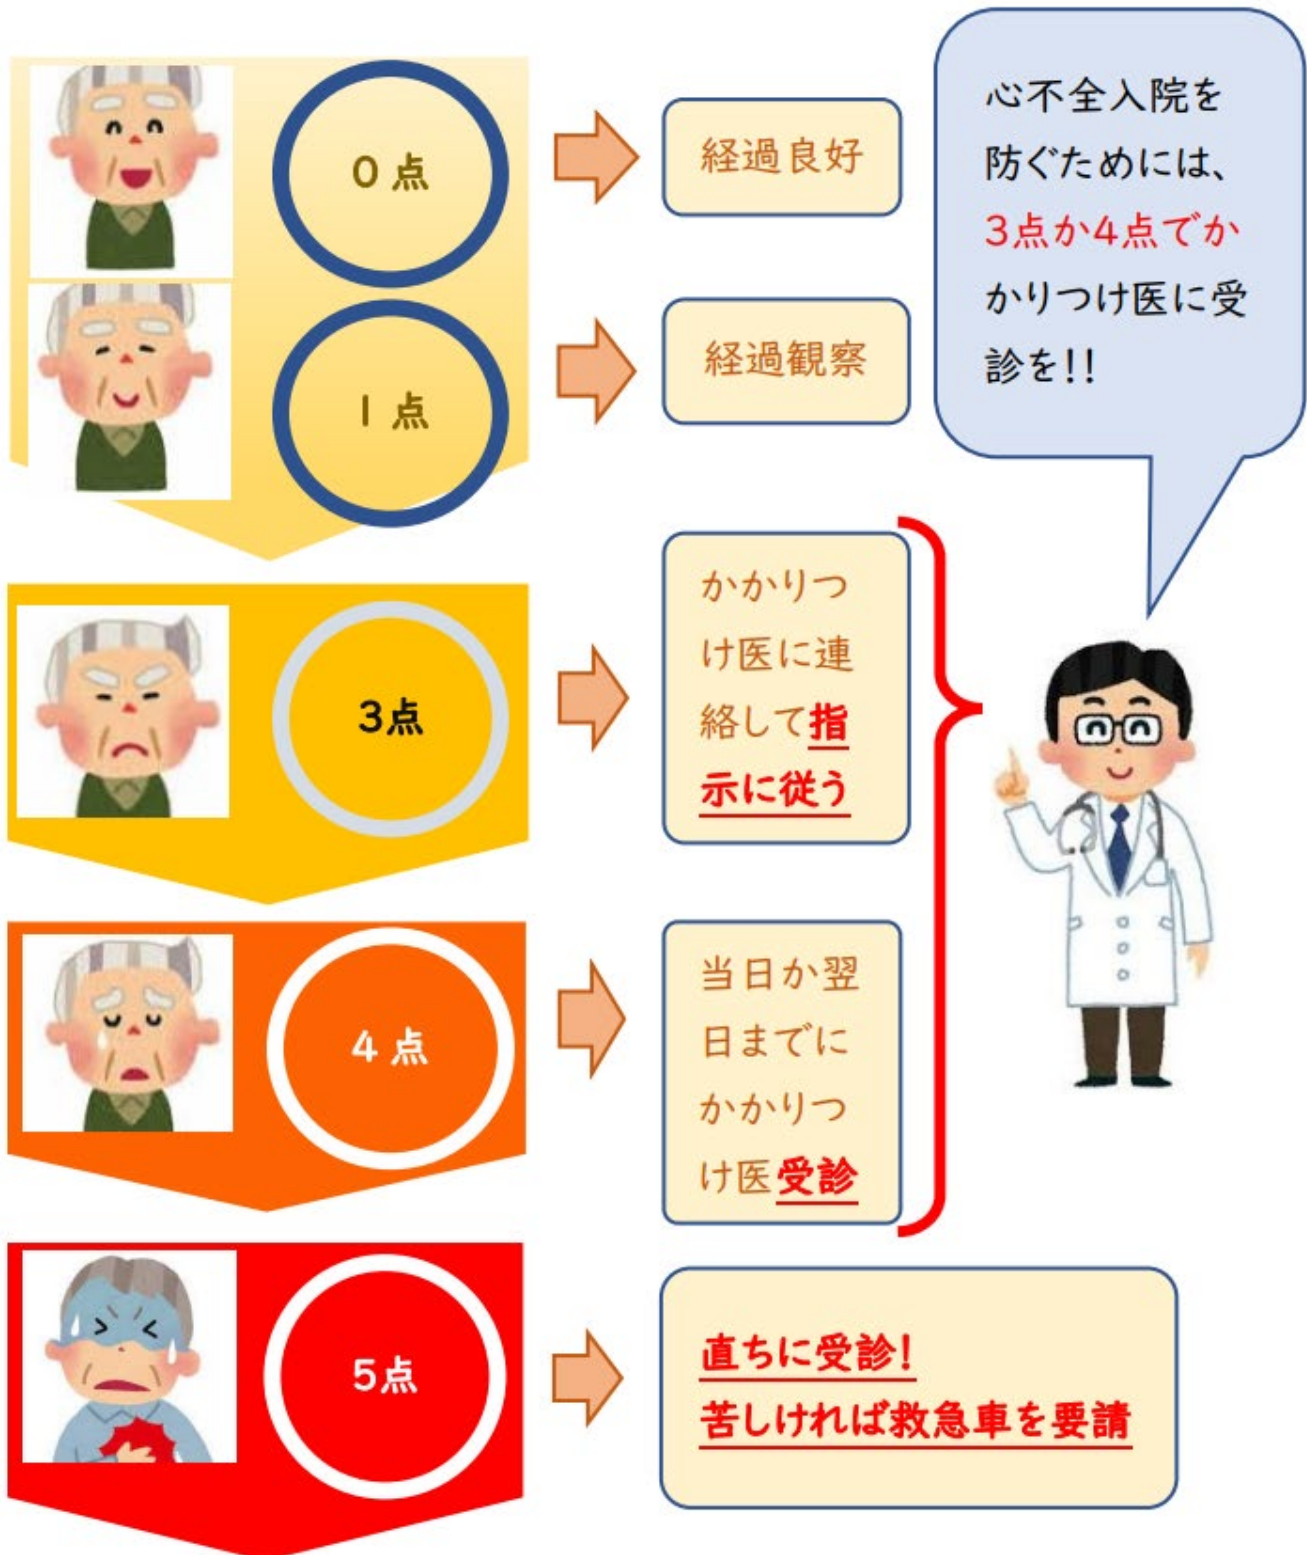 0点
経過良好
1点
経過観察
心不全入院を
防ぐためには、
3点か4点でか
かりつけ医に受
診を!!
3点
かかりつ
け医に連
絡して指
示に従う
4点
当日か翌
日までに
かかりつ
け医受診
5点
直ちに受診!
苦しければ救急車を要請